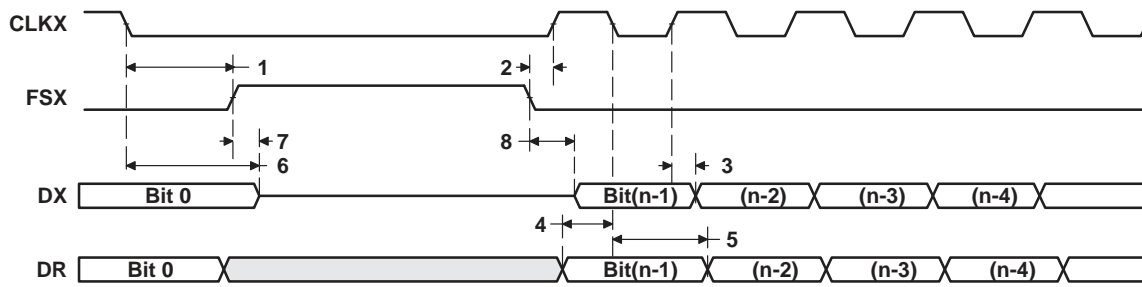 CLKX
1
2
FSX
7
8
6
3
DX
Bit 0
Bit(n-1)
(n-2)
(n-3)
(n-4)
4
5
DR
Bit 0
Bit(n-1)
(n-2)
(n-3)
(n-4)